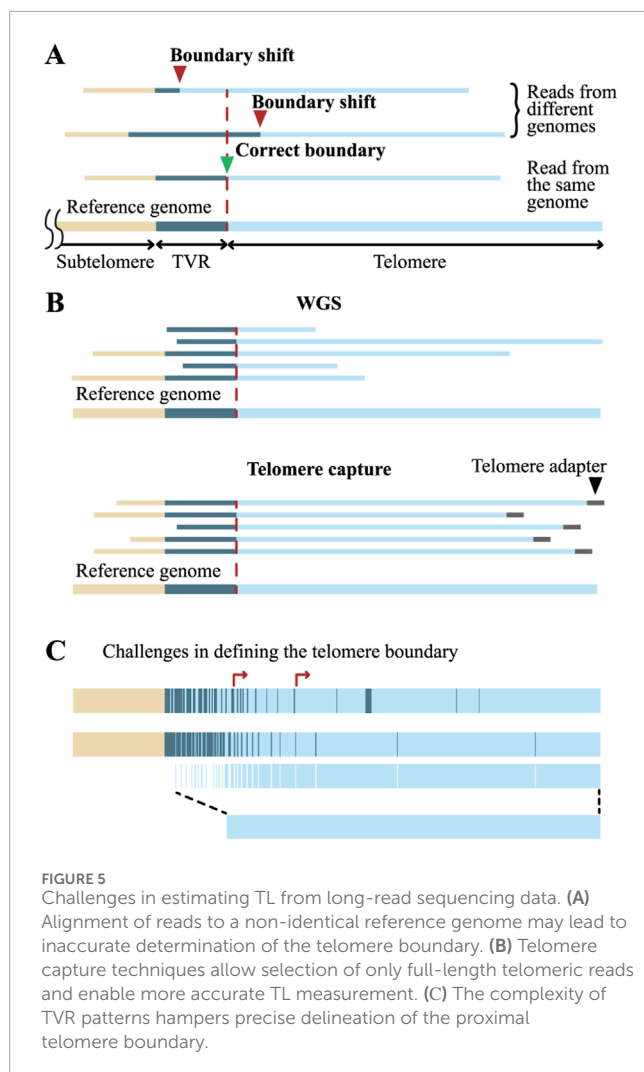 A
Boundary shift
Boundary shift
Reads from
different
genomes
Correct boundary
Read from
the same
genome
Reference genome
Subtelomere
TVR
Telomere
B
WGS
Reference genome
Telomere capture
Telomere adapter
Reference genome
C
Challenges in defining the telomere boundary
FIGURE 5
Challenges in estimating TL from long-read sequencing data. (A)
Alignment of reads to a non-identical reference genome may lead to
inaccurate determination of the telomere boundary. (B) Telomere
capture techniques allow selection of only full-length telomeric reads
and enable more accurate TL measurement. (C) The complexity of
TVR patterns hampers precise delineation of the proximal
telomere boundary.